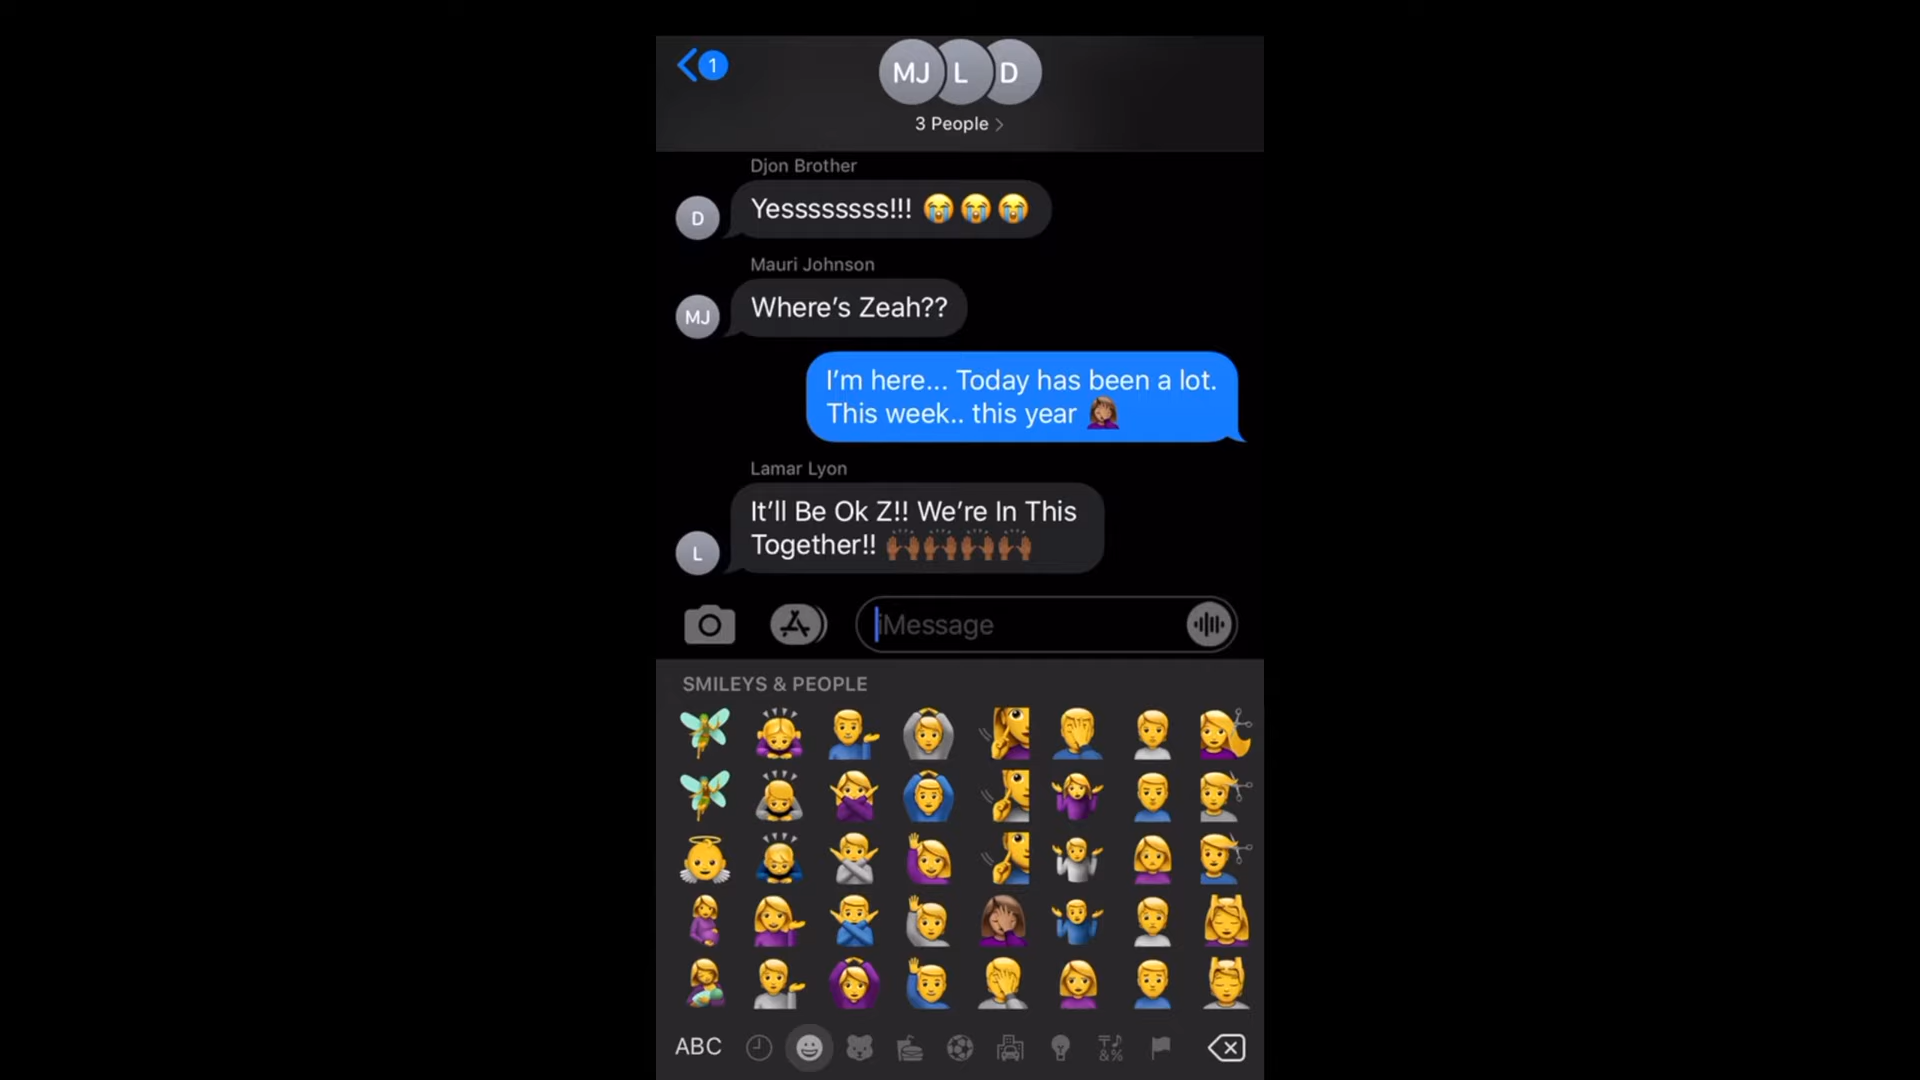 1
MJ L D
3 People
Djon Brother
D
Yesssssssss!!! 😭😭😭
Mauri Johnson
MJ
Where's Zeah??
I'm here... Today has been a lot.
This week.. this year 🤦🏽‍♀️
Lamar Lyon
It'll Be Ok Z!! We're In This
Together!! 🙌🏾🙌🏾🙌🏾🙌🏾
L
iMessage
SMILEYS & PEOPLE
ABC